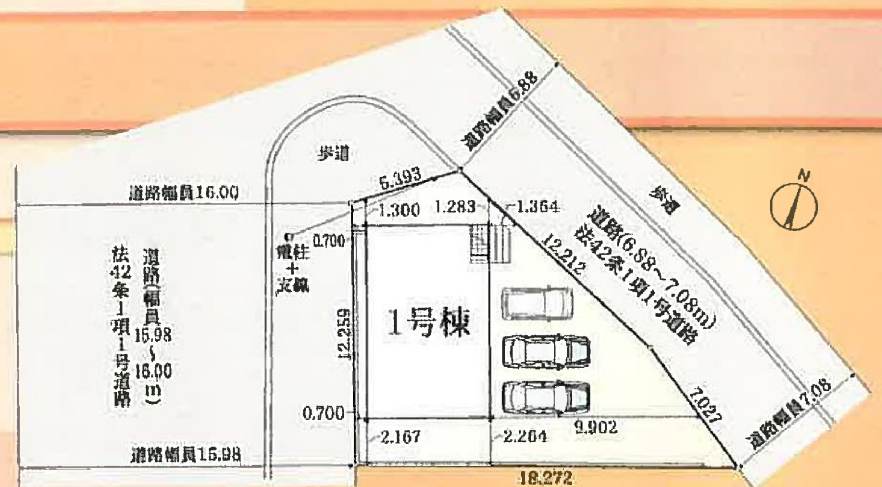 道路幅員6.88
歩道
N
歩道
5.393
道路幅員16.00
1.300
1.283
1.364
0.700
12.212
道路(6.88〜7.08m)
法42条1項1号道路
電柱
+
支線
道路(幅員15.98〜16.00m)
法42条1項1号道路
12.259
1号棟
7.027
0.700
9.902
2.167
2.264
道路幅員7.08
道路幅員15.98
18.272